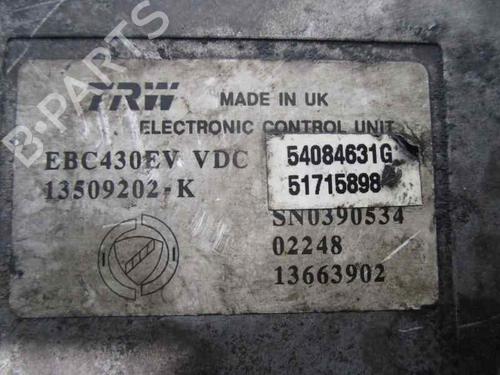 TRW MADE IN UK
ELECTRONIC CONTROL UNIT
EBC430EV VDC 54084631G
13509202-K 51715898
SN0390534
02248
13663902
B-PARTS